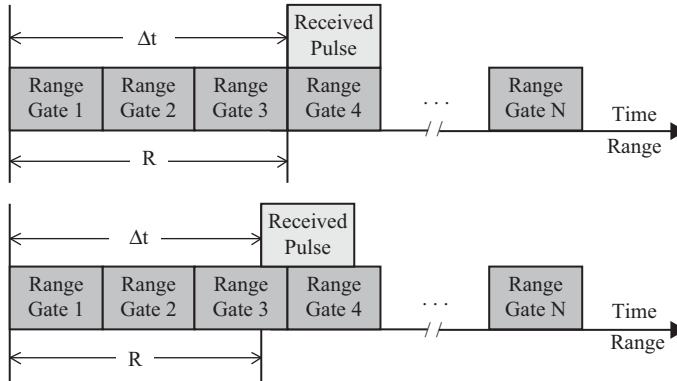 Δt
Received
Pulse
Range
Gate 1
Range
Gate 2
Range
Gate 3
Range
Gate 4
. . .
Range
Gate N
Time
Range
R
Δt
Received
Pulse
Range
Gate 1
Range
Gate 2
Range
Gate 3
Range
Gate 4
. . .
Range
Gate N
Time
Range
R